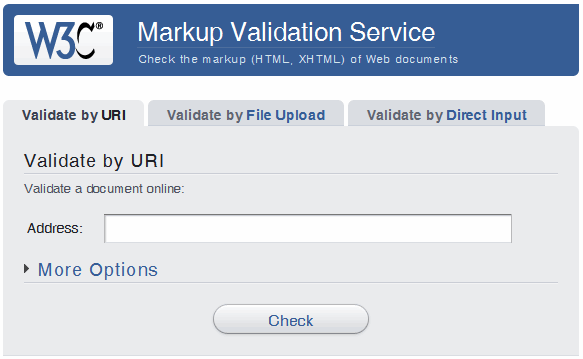 W3C® Markup Validation Service
Check the markup (HTML, XHTML) of Web documents
Validate by URI Validate by File Upload Validate by Direct Input
Validate by URI
Validate a document online:
Address:
More Options
Check